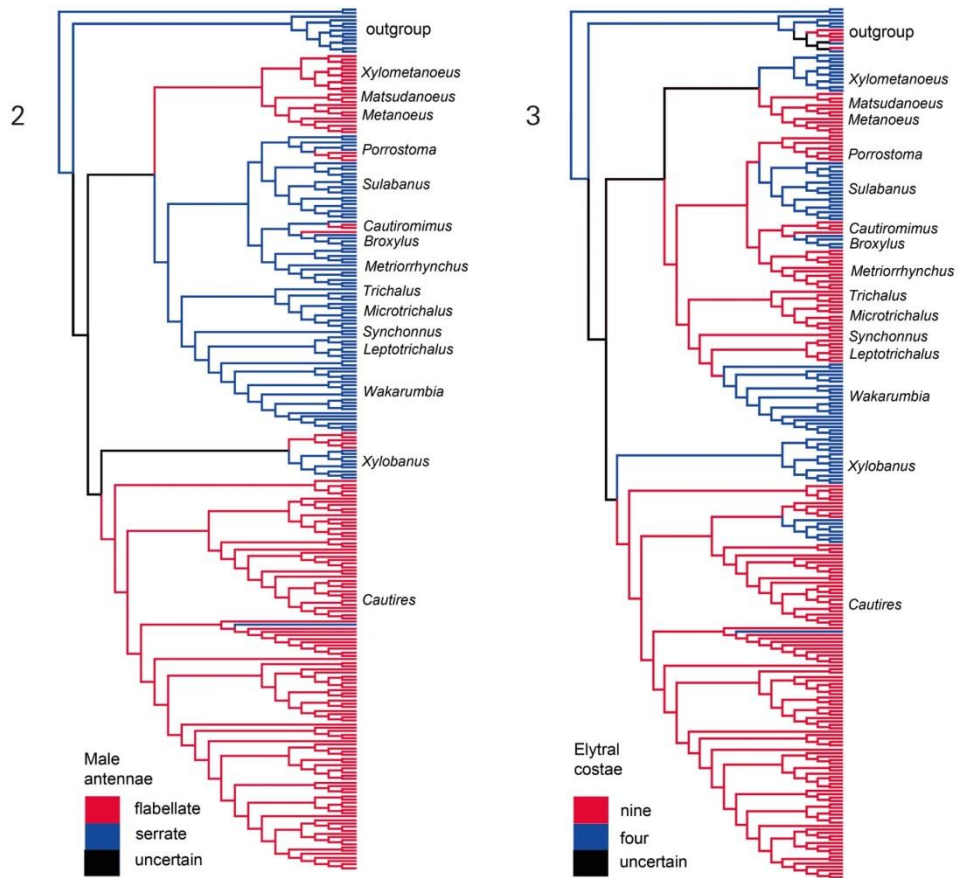 2
outgroup
Xylometanoeus
Matsudanoeus
Metanoeus
Porrostoma
Sulabanus
Cautiromimus
Broxylus
Metriorrhynchus
Trichalus
Microtrichalus
Synchonnus
Leptotrichalus
Wakarumbia
Xylobanus
Cautires
Male
antennae
flabellate
serrate
uncertain
3
outgroup
Xylometanoeus
Matsudanoeus
Metanoeus
Porrostoma
Sulabanus
Cautiromimus
Broxylus
Metriorrhynchus
Trichalus
Microtrichalus
Synchonnus
Leptotrichalus
Wakarumbia
Xylobanus
Cautires
Elytral
costae
nine
four
uncertain